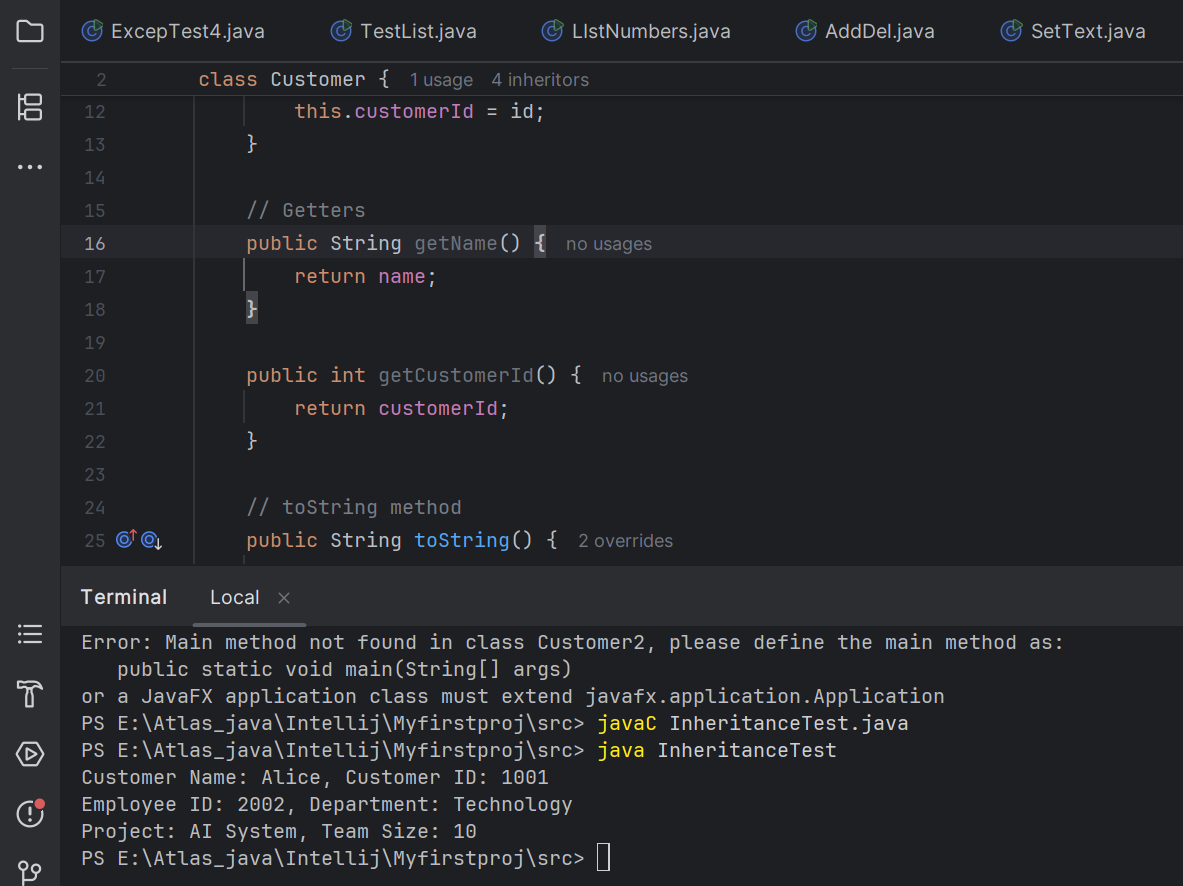 ExcepTest4.java TestList.java LIstNumbers.java AddDel.java SetText.java
2 class Customer { 1 usage 4 inheritors
12 this.customerId = id;
13 }
14
15 // Getters
16 public String getName() { no usages
17 return name;
18 }
19
20 public int getCustomerId() { no usages
21 return customerId;
22 }
23
24 // toString method
25 public String toString() { 2 overrides
Terminal Local ×
Error: Main method not found in class Customer2, please define the main method as:
public static void main(String[] args)
or a JavaFX application class must extend javafx.application.Application
PS E:\Atlas_java\Intellij\Myfirstproj\src> javaC InheritanceTest.java
PS E:\Atlas_java\Intellij\Myfirstproj\src> java InheritanceTest
Customer Name: Alice, Customer ID: 1001
Employee ID: 2002, Department: Technology
Project: AI System, Team Size: 10
PS E:\Atlas_java\Intellij\Myfirstproj\src>